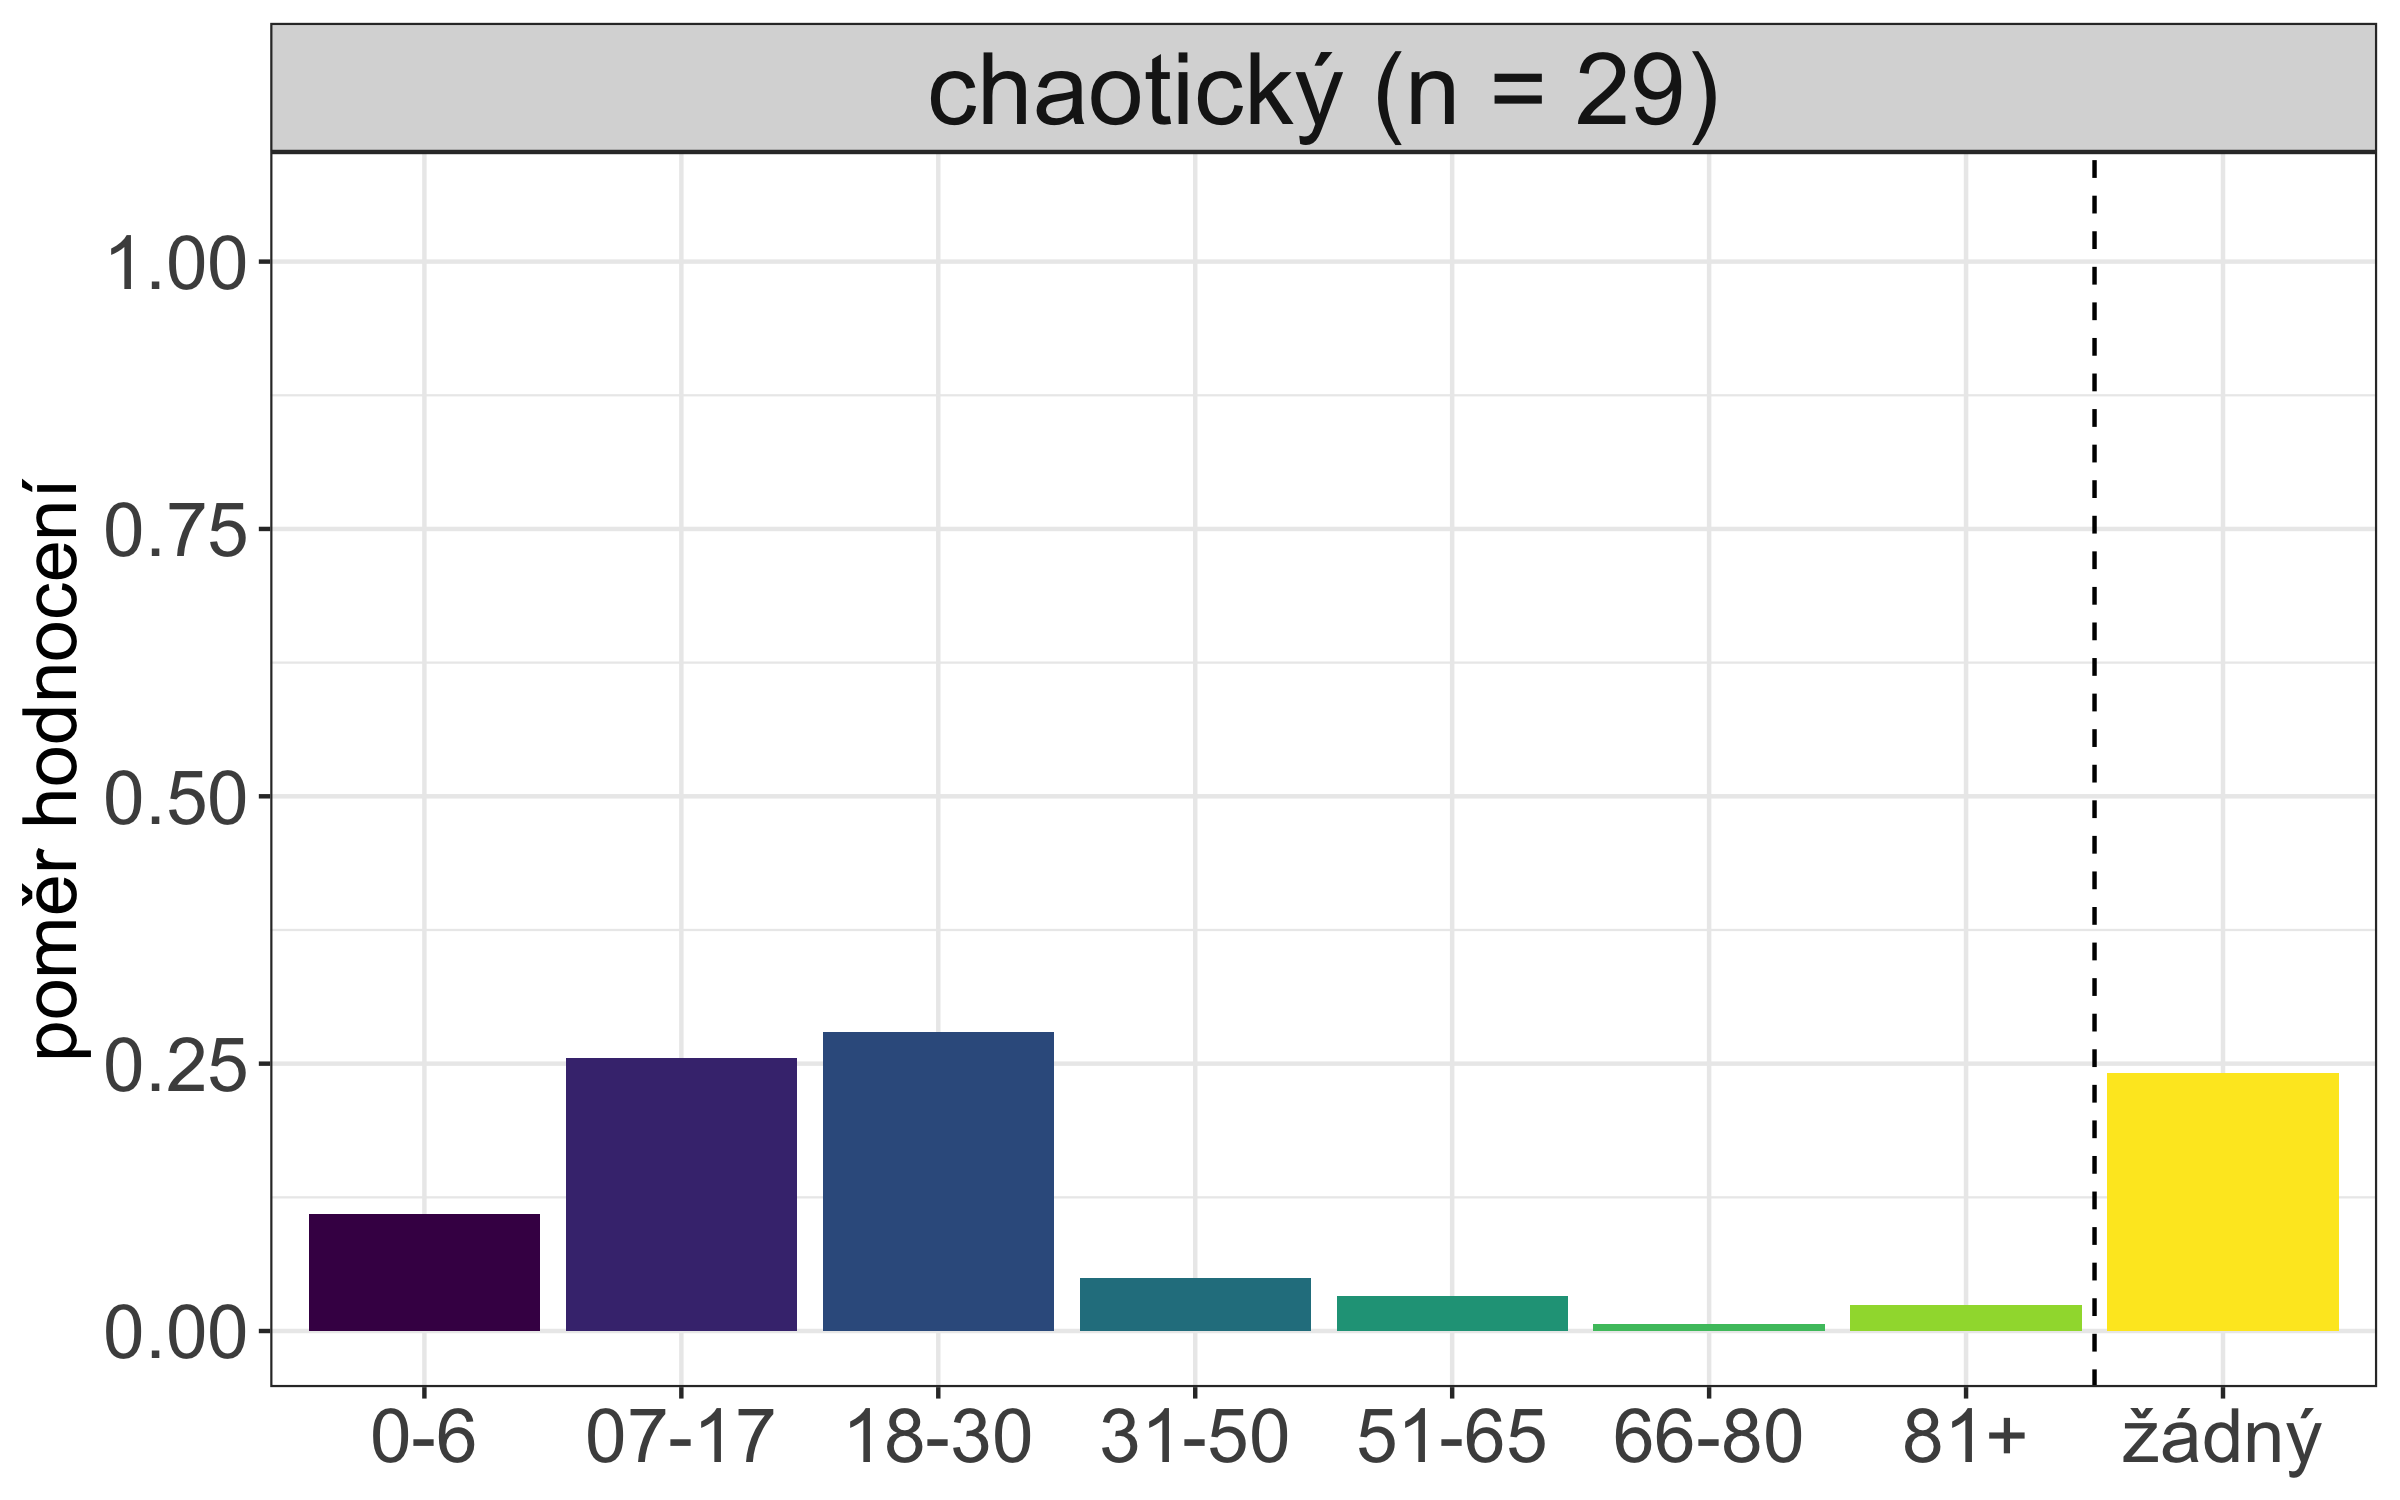 chaotický (n = 29)
poměr hodnocení
1.00
0.75
0.50
0.25
0.00
0-6 07-17 18-30 31-50 51-65 66-80 81+ žádný